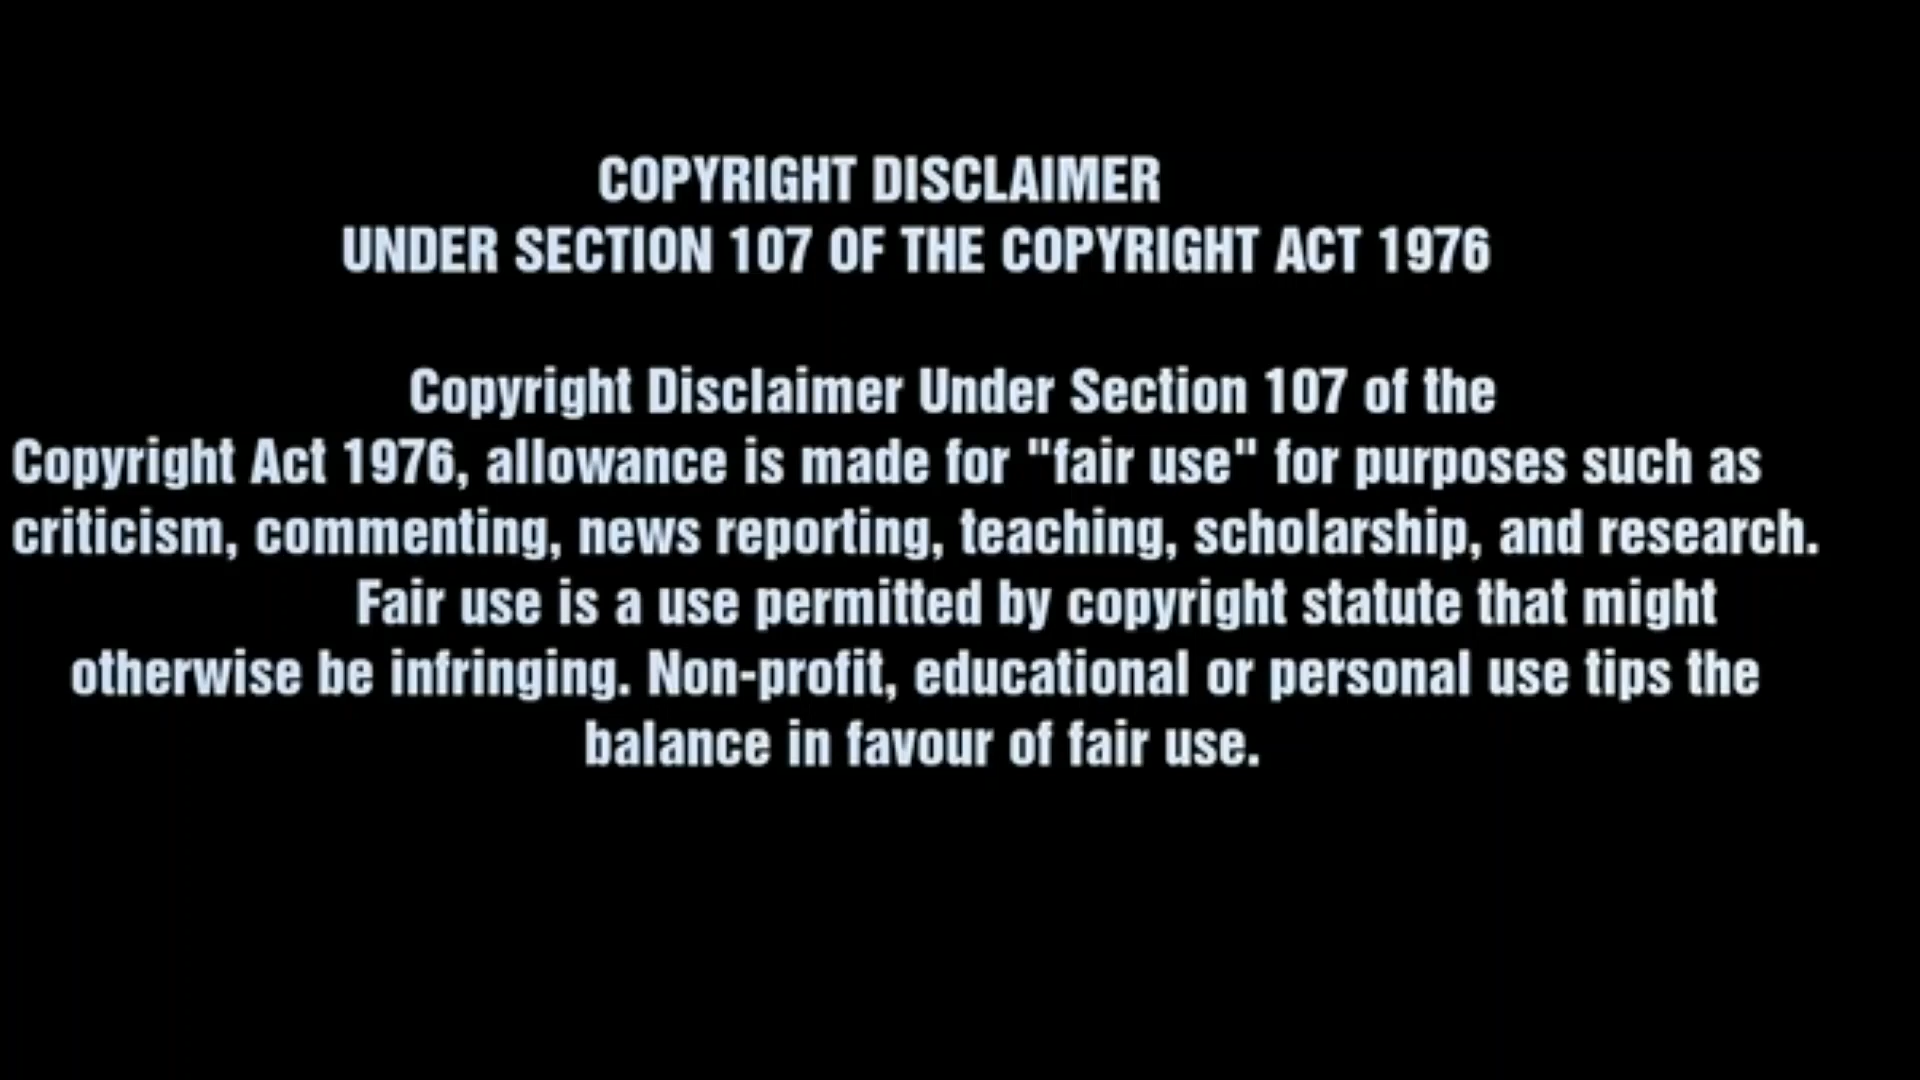 COPYRIGHT DISCLAIMER
UNDER SECTION 107 OF THE COPYRIGHT ACT 1976
Copyright Disclaimer Under Section 107 of the
Copyright Act 1976, allowance is made for "fair use" for purposes such as
criticism, commenting, news reporting, teaching, scholarship, and research.
Fair use is a use permitted by copyright statute that might
otherwise be infringing. Non-profit, educational or personal use tips the
balance in favour of fair use.